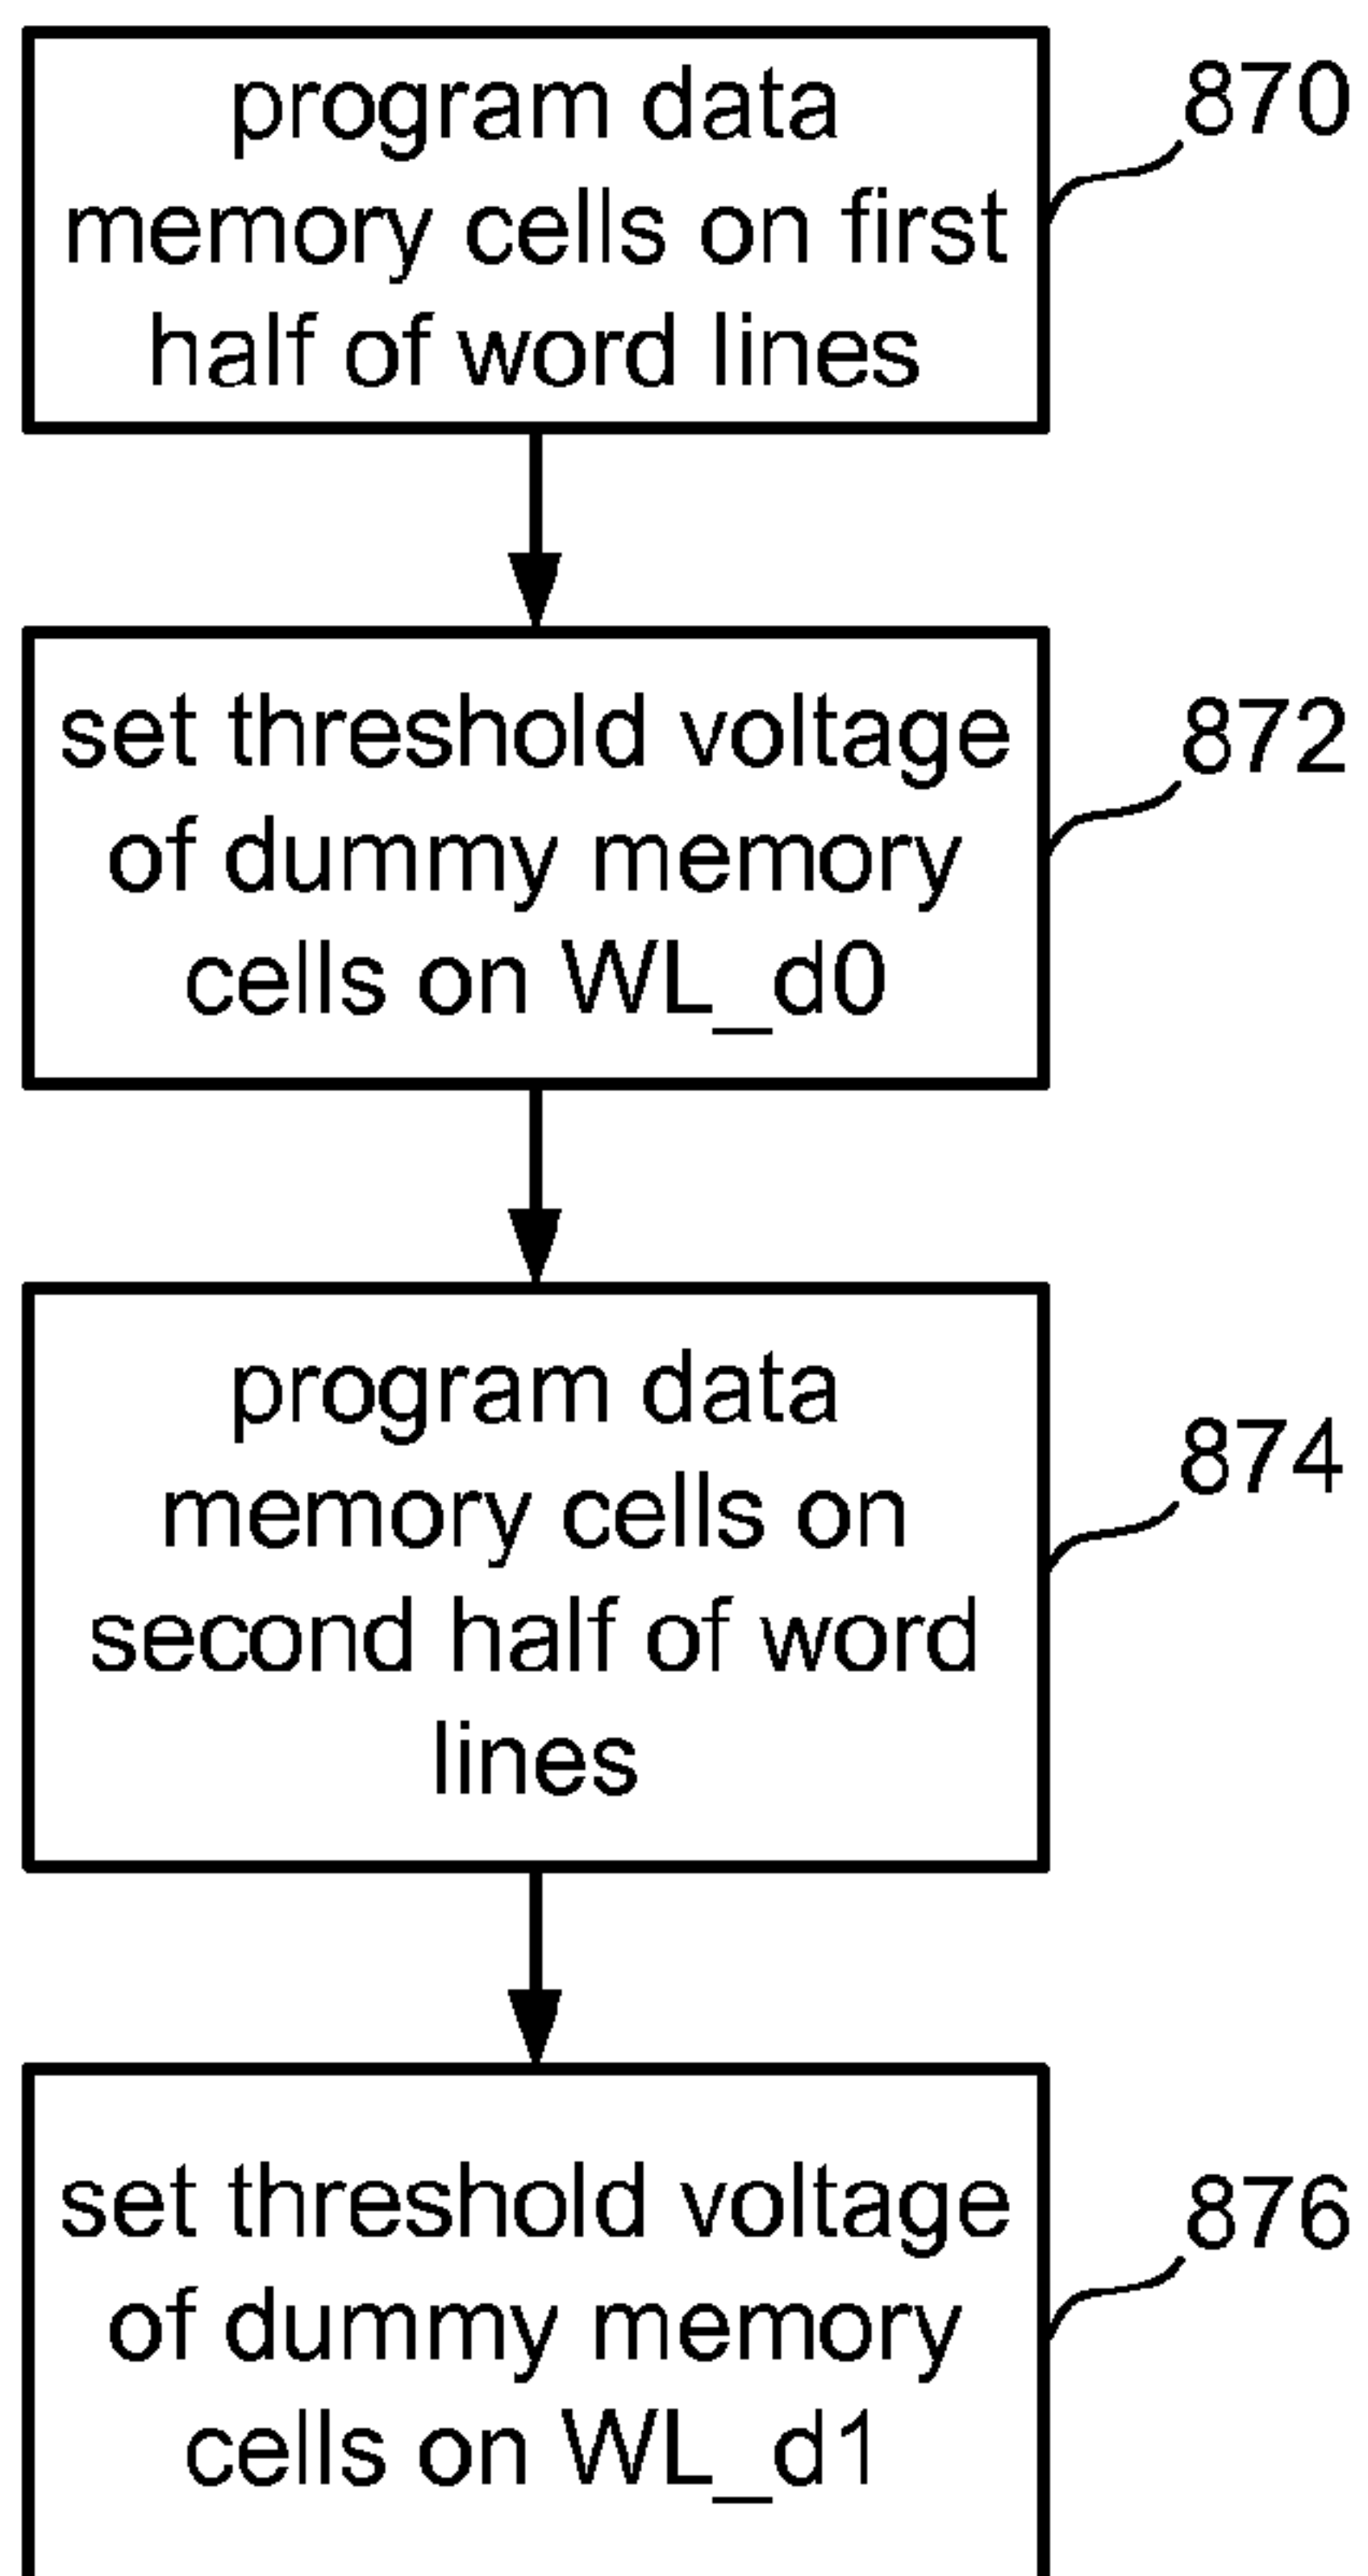 program data
memory cells on first
half of word lines
870
set threshold voltage
of dummy memory
cells on WL_d0
872
program data
memory cells on
second half of word
lines
874
set threshold voltage
of dummy memory
cells on WL_d1
876